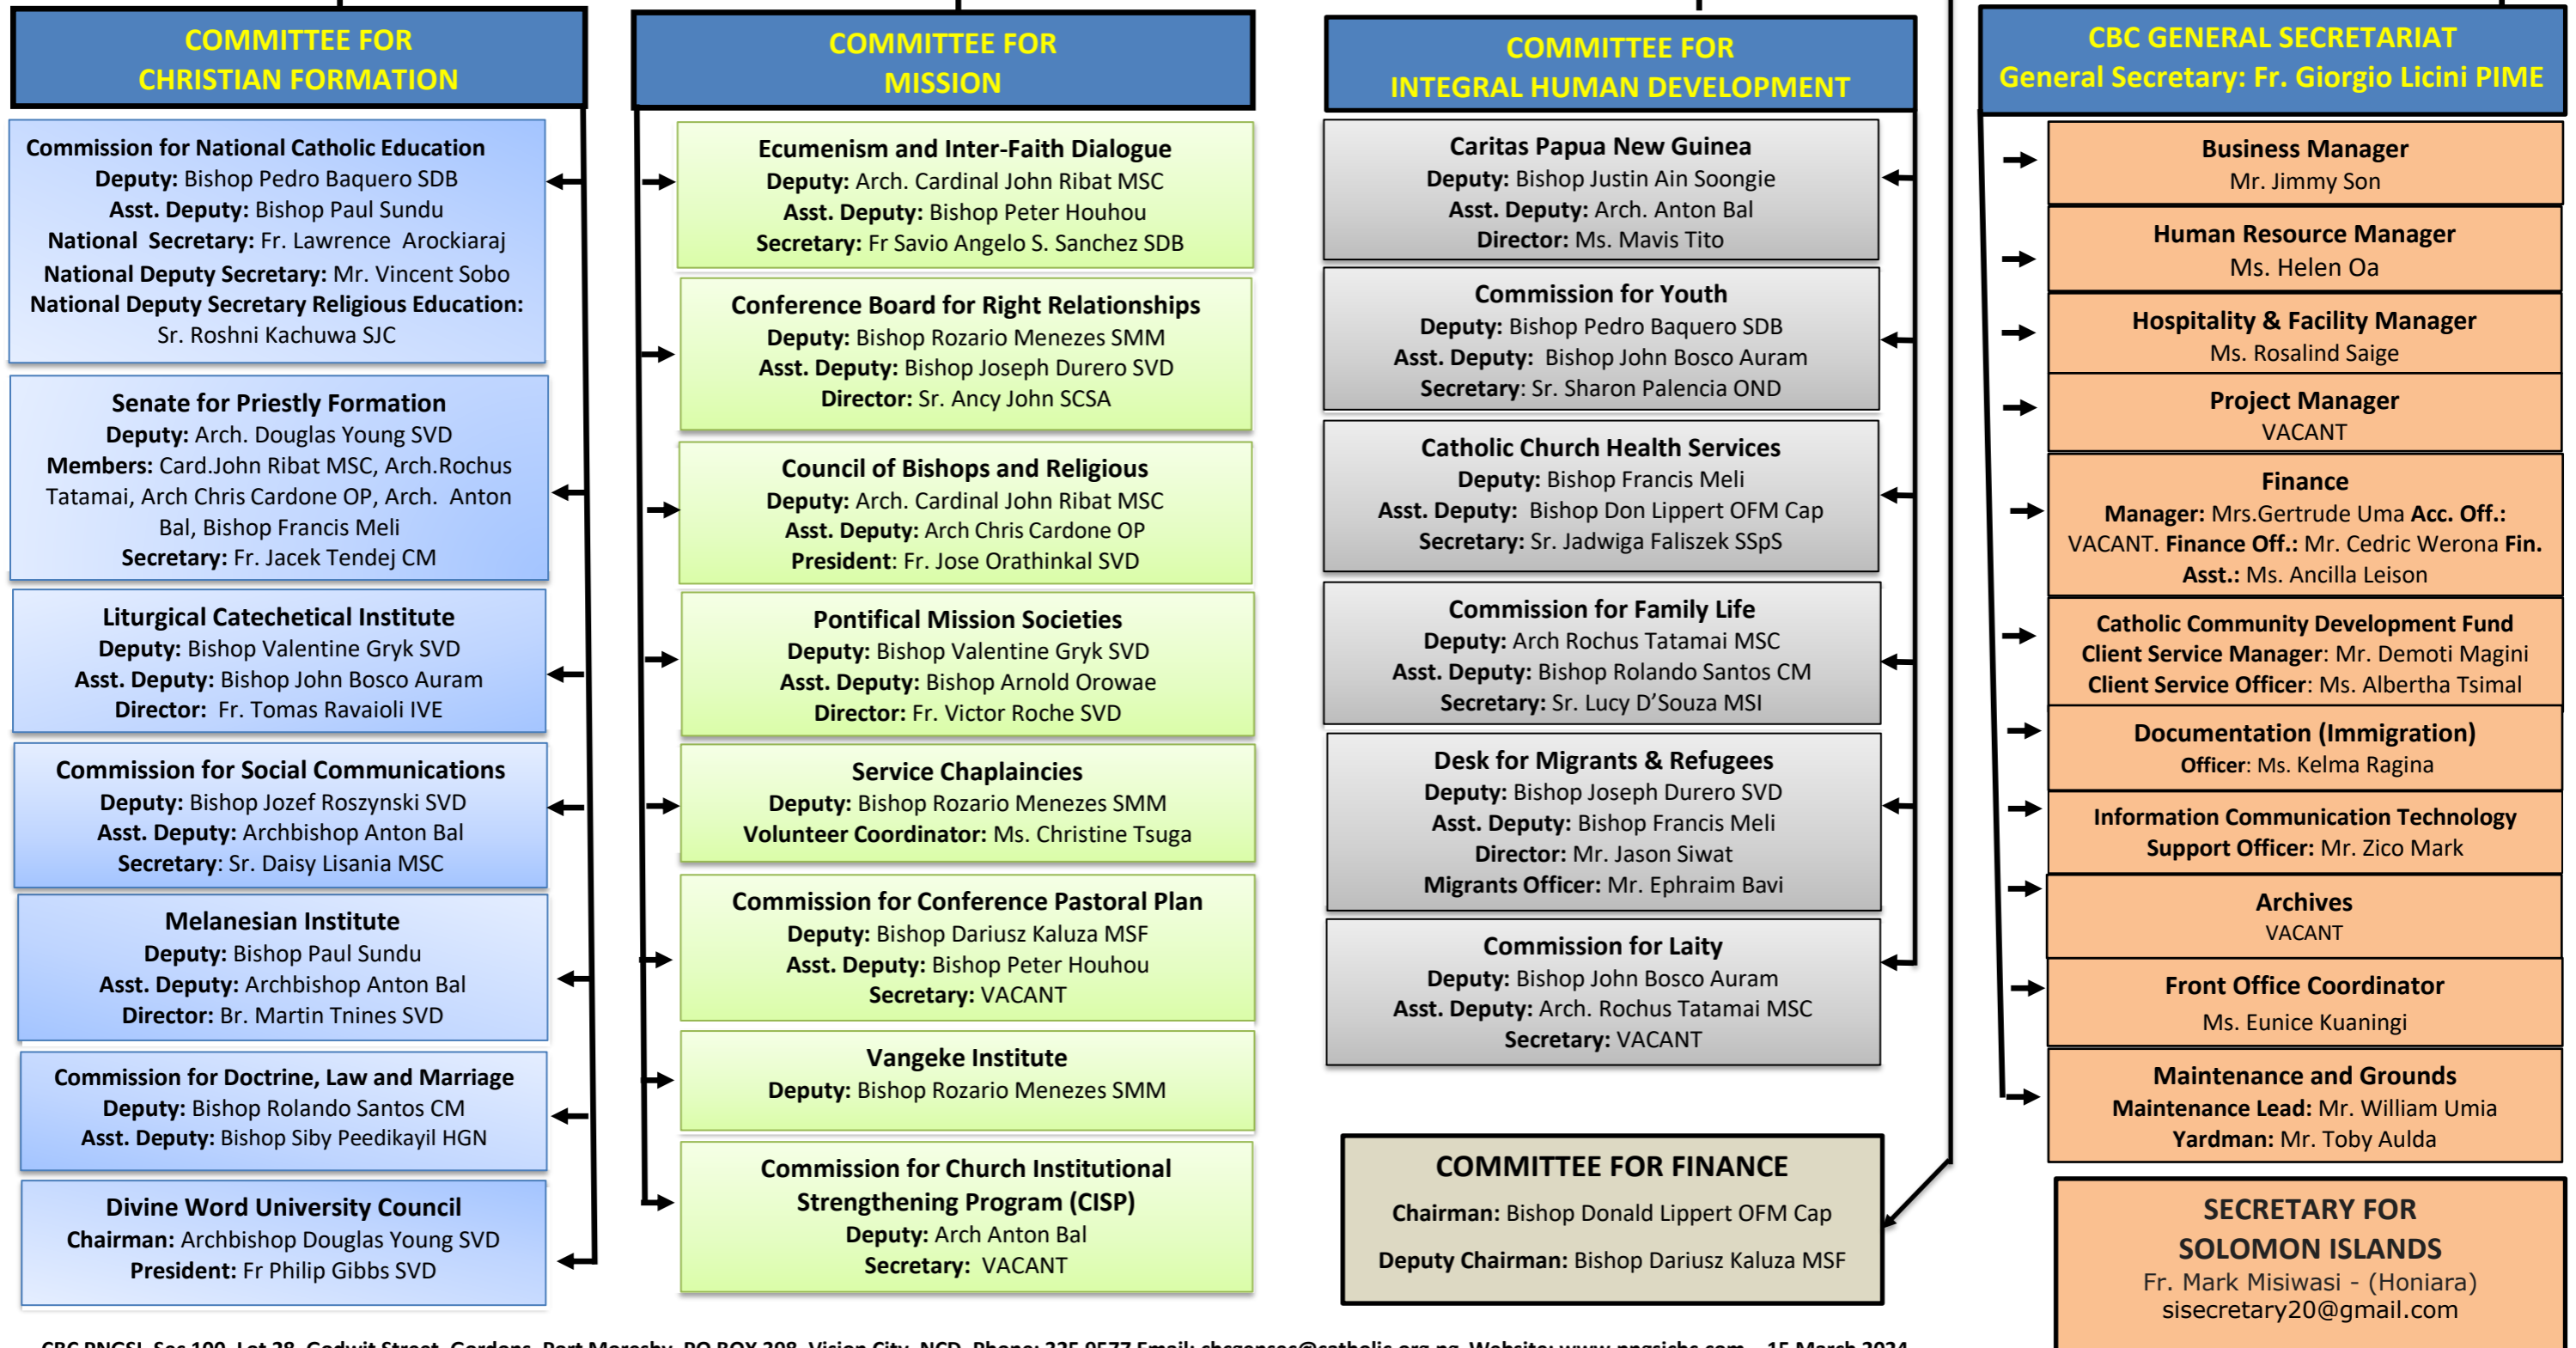 COMMITTEE FOR
CHRISTIAN FORMATION
Commission for National Catholic Education
Deputy: Bishop Pedro Baquero SDB
Asst. Deputy: Bishop Paul Sundu
National Secretary: Fr. Lawrence Arockiaraj
National Deputy Secretary: Mr. Vincent Sobo
National Deputy Secretary Religious Education:
Sr. Roshni Kachuwa SJC
Senate for Priestly Formation
Deputy: Arch. Douglas Young SVD
Members: Card.John Ribat MSC, Arch.Rochus
Tatamai, Arch Chris Cardone OP, Arch. Anton
Bal, Bishop Francis Meli
Secretary: Fr. Jacek Tendej CM
Liturgical Catechetical Institute
Deputy: Bishop Valentine Gryk SVD
Asst. Deputy: Bishop John Bosco Auram
Director: Fr. Tomas Ravaioli IVE
Commission for Social Communications
Deputy: Bishop Jozef Roszynski SVD
Asst. Deputy: Archbishop Anton Bal
Secretary: Sr. Daisy Lisania MSC
Melanesian Institute
Deputy: Bishop Paul Sundu
Asst. Deputy: Archbishop Anton Bal
Director: Br. Martin Tnines SVD
Commission for Doctrine, Law and Marriage
Deputy: Bishop Rolando Santos CM
Asst. Deputy: Bishop Siby Peedikayil HGN
Divine Word University Council
Chairman: Archbishop Douglas Young SVD
President: Fr Philip Gibbs SVD
COMMITTEE FOR
MISSION
Ecumenism and Inter-Faith Dialogue
Deputy: Arch. Cardinal John Ribat MSC
Asst. Deputy: Bishop Peter Houhou
Secretary: Fr Savio Angelo S. Sanchez SDB
Conference Board for Right Relationships
Deputy: Bishop Rozario Menezes SMM
Asst. Deputy: Bishop Joseph Durero SVD
Director: Sr. Ancy John SCSA
Council of Bishops and Religious
Deputy: Arch. Cardinal John Ribat MSC
Asst. Deputy: Arch Chris Cardone OP
President: Fr. Jose Orathinkal SVD
Pontifical Mission Societies
Deputy: Bishop Valentine Gryk SVD
Asst. Deputy: Bishop Arnold Orowae
Director: Fr. Victor Roche SVD
Service Chaplaincies
Deputy: Bishop Rozario Menezes SMM
Volunteer Coordinator: Ms. Christine Tsuga
Commission for Conference Pastoral Plan
Deputy: Bishop Dariusz Kaluza MSF
Asst. Deputy: Bishop Peter Houhou
Secretary: VACANT
Vangeke Institute
Deputy: Bishop Rozario Menezes SMM
Commission for Church Institutional
Strengthening Program (CISP)
Deputy: Arch Anton Bal
Secretary: VACANT
COMMITTEE FOR
INTEGRAL HUMAN DEVELOPMENT
Caritas Papua New Guinea
Deputy: Bishop Justin Ain Soongie
Asst. Deputy: Arch. Anton Bal
Director: Ms. Mavis Tito
Commission for Youth
Deputy: Bishop Pedro Baquero SDB
Asst. Deputy: Bishop John Bosco Auram
Secretary: Sr. Sharon Palencia OND
Catholic Church Health Services
Deputy: Bishop Francis Meli
Asst. Deputy: Bishop Don Lippert OFM Cap
Secretary: Sr. Jadwiga Faliszek SSpS
Commission for Family Life
Deputy: Arch Rochus Tatamai MSC
Asst. Deputy: Bishop Rolando Santos CM
Secretary: Sr. Lucy D'Souza MSI
Desk for Migrants & Refugees
Deputy: Bishop Joseph Durero SVD
Asst. Deputy: Bishop Francis Meli
Director: Mr. Jason Siwat
Migrants Officer: Mr. Ephraim Bavi
Commission for Laity
Deputy: Bishop John Bosco Auram
Asst. Deputy: Arch. Rochus Tatamai MSC
Secretary: VACANT
COMMITTEE FOR FINANCE
Chairman: Bishop Donald Lippert OFM Cap
Deputy Chairman: Bishop Dariusz Kaluza MSF
CBC GENERAL SECRETARIAT
General Secretary: Fr. Giorgio Licini PIME
Business Manager
Mr. Jimmy Son
Human Resource Manager
Ms. Helen Oa
Hospitality & Facility Manager
Ms. Rosalind Saige
Project Manager
VACANT
Finance
Manager: Mrs.Gertrude Uma Acc. Off.:
VACANT. Finance Off.: Mr. Cedric Werona Fin.
Asst.: Ms. Ancilla Leison
Catholic Community Development Fund
Client Service Manager: Mr. Demoti Magini
Client Service Officer: Ms. Albertha Tsimal
Documentation (Immigration)
Officer: Ms. Kelma Ragina
Information Communication Technology
Support Officer: Mr. Zico Mark
Archives
VACANT
Front Office Coordinator
Ms. Eunice Kuaningi
Maintenance and Grounds
Maintenance Lead: Mr. William Umia
Yardman: Mr. Toby Aulda
SECRETARY FOR
SOLOMON ISLANDS
Fr. Mark Misiwasi - (Honiara)
sisecretary20@gmail.com